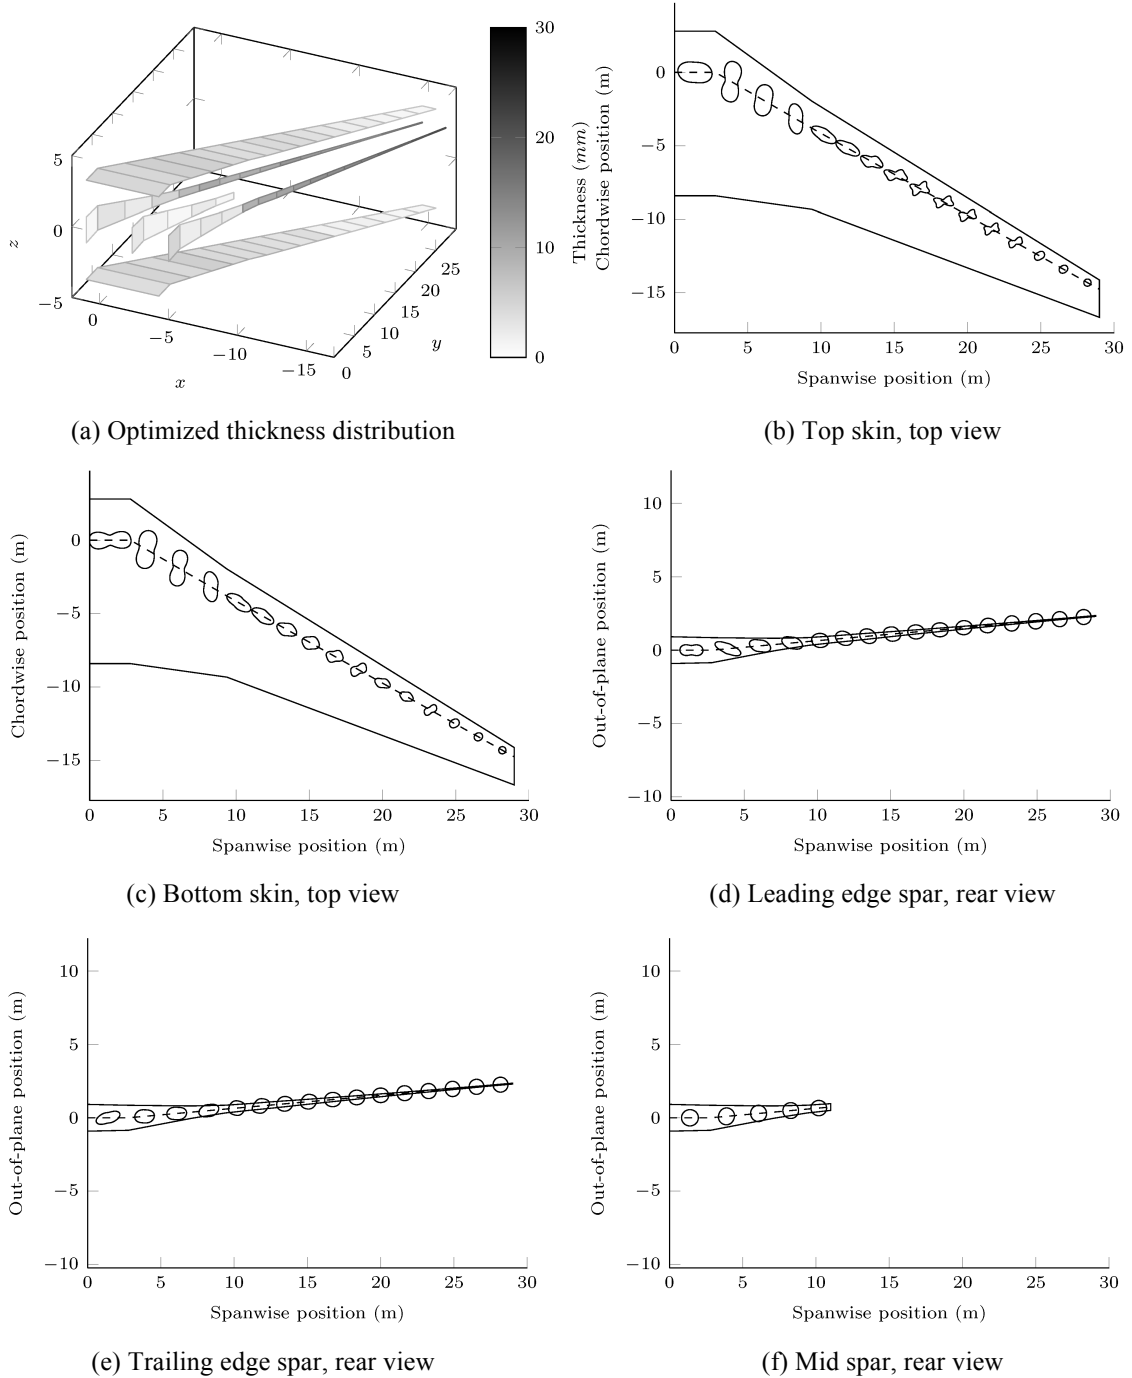 30
20
10
0
Thickness (mm)
5
0
−5
z
0
−5
−10
−15
x
0
5
10
15
20
25
y
(a) Optimized thickness distribution
0
−5
−10
−15
Chordwise position (m)
0 5 10 15 20 25 30
Spanwise position (m)
(b) Top skin, top view
0
−5
−10
−15
Chordwise position (m)
0 5 10 15 20 25 30
Spanwise position (m)
(c) Bottom skin, top view
10
5
0
−5
−10
Out-of-plane position (m)
0 5 10 15 20 25 30
Spanwise position (m)
(d) Leading edge spar, rear view
10
5
0
−5
−10
Out-of-plane position (m)
0 5 10 15 20 25 30
Spanwise position (m)
(e) Trailing edge spar, rear view
10
5
0
−5
−10
Out-of-plane position (m)
0 5 10 15 20 25 30
Spanwise position (m)
(f) Mid spar, rear view